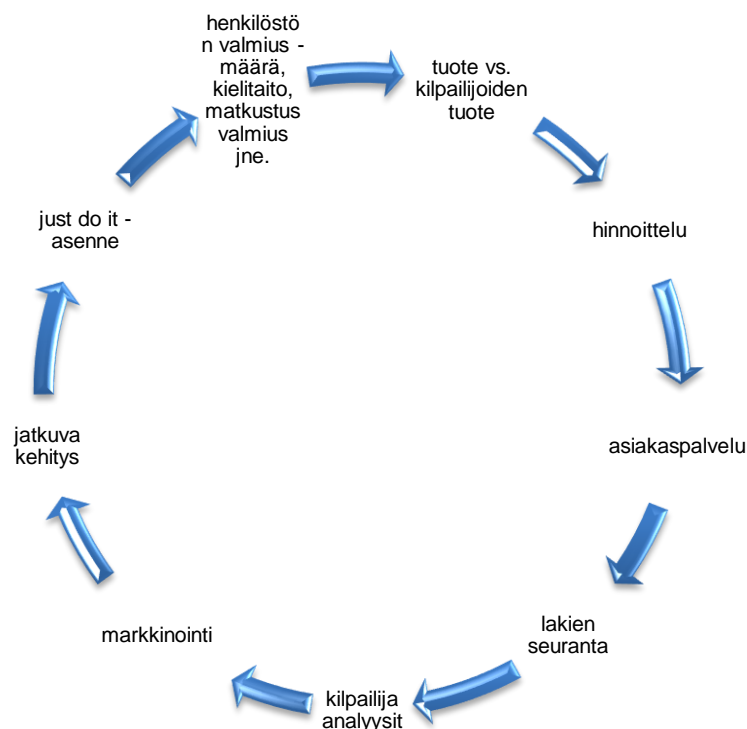 henkilöstö
n valmius -
määrä,
kielitaito,
matkustus
valmius
jne.
tuote vs.
kilpailijoiden
tuote
hinnoittelu
asiakaspalvelu
lakien
seuranta
kilpailija
analyysit
markkinointi
jatkuva
kehitys
just do it -
asenne